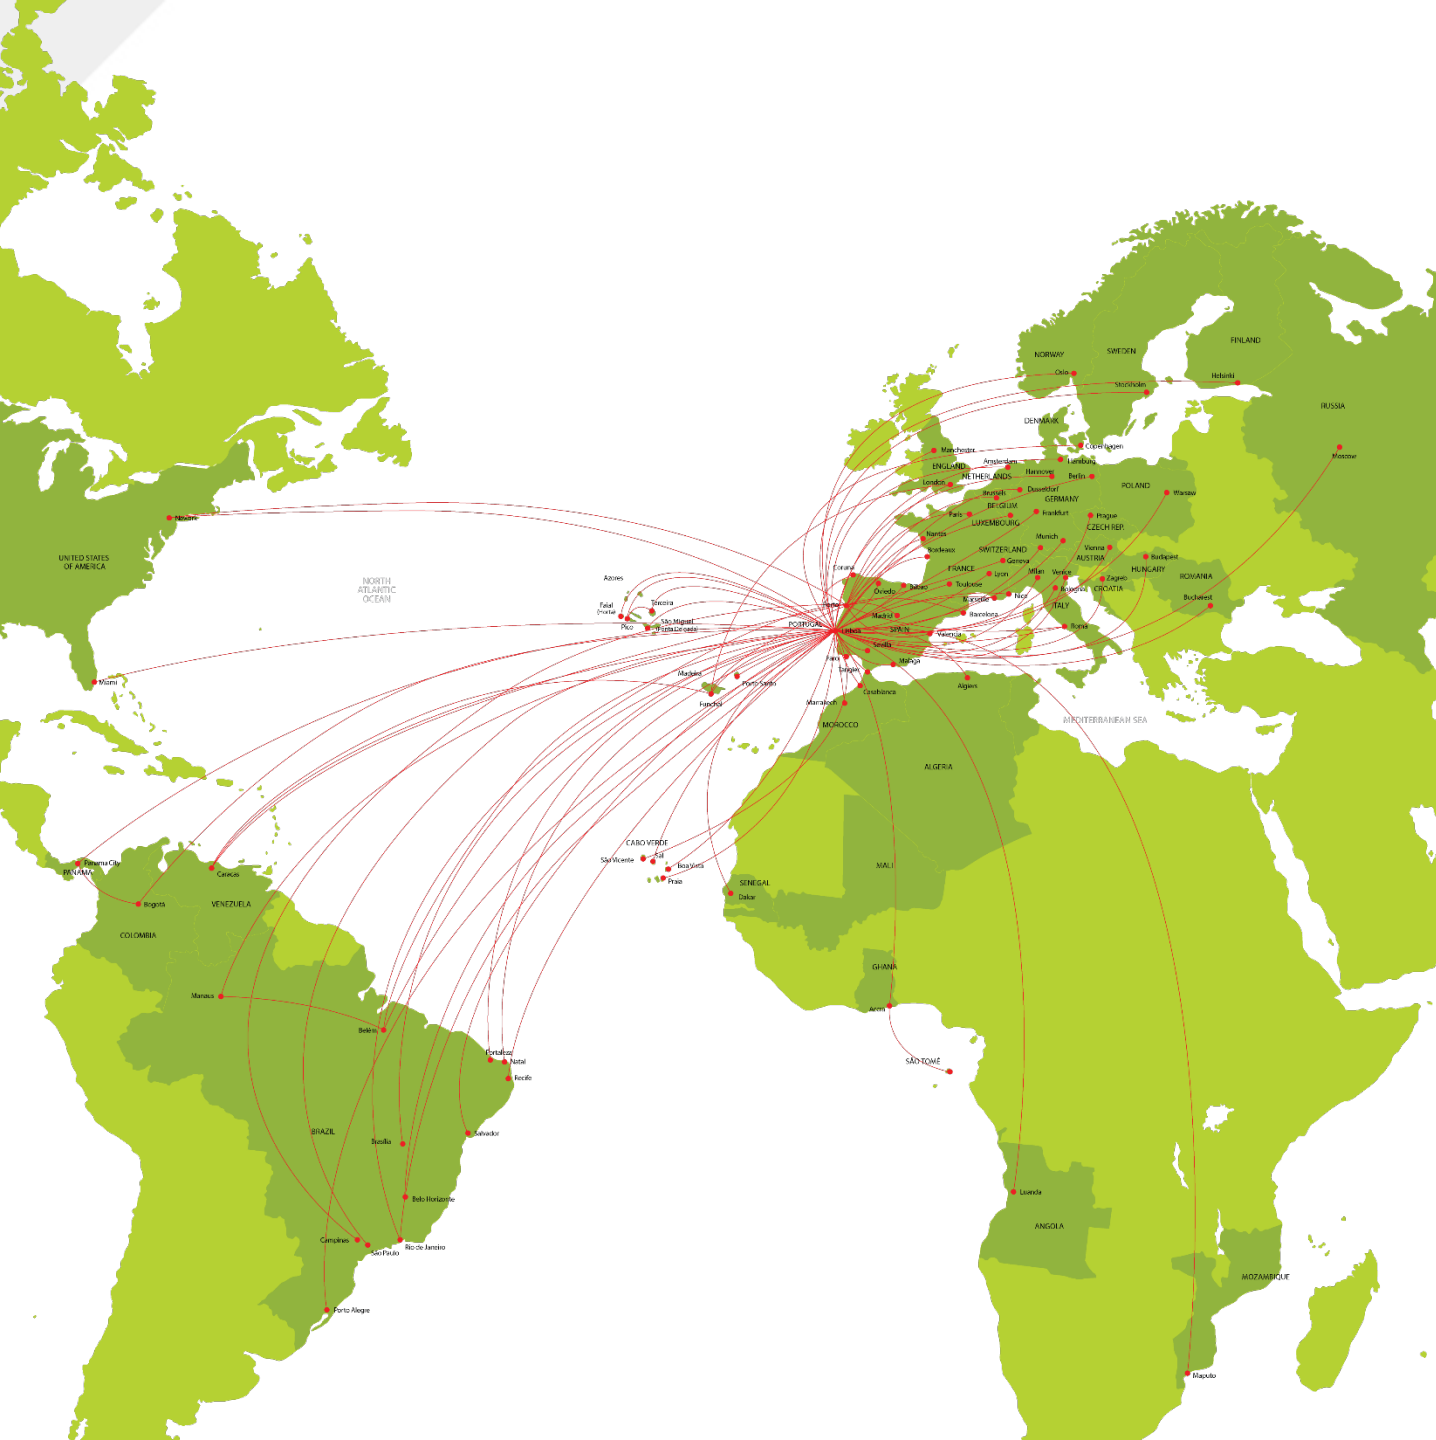 NORWAY
SWEDEN
FINLAND
Oslo
Stockholm
Helsinki
RUSSIA
Moscow
DENMARK
Copenhagen
Manchester
ENGLAND
London
Amsterdam
NETHERLANDS
Hamburg
Hannover
Berlin
POLAND
Warsaw
Brussels
BELGIUM
Dusseldorf
GERMANY
Paris
LUXEMBOURG
Frankfurt
Prague
CZECH REP.
Nantes
Bordeaux
SWITZERLAND
Geneva
Munich
Vienna
AUSTRIA
Budapest
HUNGARY
ROMANIA
Bucharest
FRANCE
Lyon
Milan
Venice
Zagreb
CROATIA
Bologna
Coruna
Oviedo
Bilbao
Toulouse
Marseille
Nice
ITALY
Roma
Madrid
Barcelona
PORTUGAL
Lisboa
SPAIN
Valencia
Sevilla
Faro
Malaga
Tangier
Algiers
Casablanca
Marrakech
MOROCCO
MEDITERRANEAN SEA
ALGERIA
Newark
UNITED STATES
OF AMERICA
NORTH
ATLANTIC
OCEAN
Azores
Faial
(Horta)
Pico
Terceira
São Miguel
(Ponta Delgada)
Miami
Madeira
Porto Santo
Funchal
CABO VERDE
São Vicente
Sal
Boa Vista
Praia
MALI
SENEGAL
Dakar
Panama City
PANAMA
Caracas
Bogotá
VENEZUELA
COLOMBIA
GHANA
Accra
SÃO TOMÉ
Manaus
Belém
Fortaleza
Natal
Recife
BRAZIL
Brasília
Salvador
Belo Horizonte
Campinas
São Paulo
Rio de Janeiro
Porto Alegre
Luanda
ANGOLA
MOZAMBIQUE
Maputo